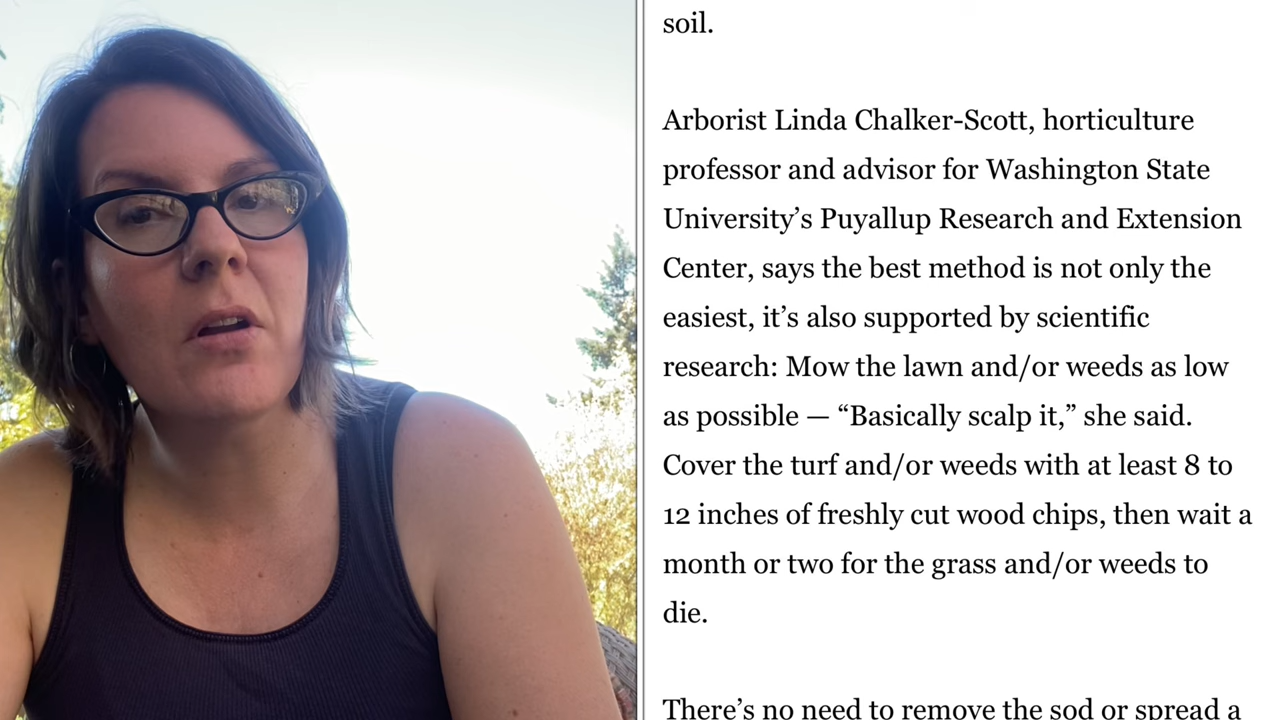 soil.
Arborist Linda Chalker-Scott, horticulture
professor and advisor for Washington State
University’s Puyallup Research and Extension
Center, says the best method is not only the
easiest, it’s also supported by scientific
research: Mow the lawn and/or weeds as low
as possible — “Basically scalp it,” she said.
Cover the turf and/or weeds with at least 8 to
12 inches of freshly cut wood chips, then wait a
month or two for the grass and/or weeds to
die.
There’s no need to remove the sod or spread a